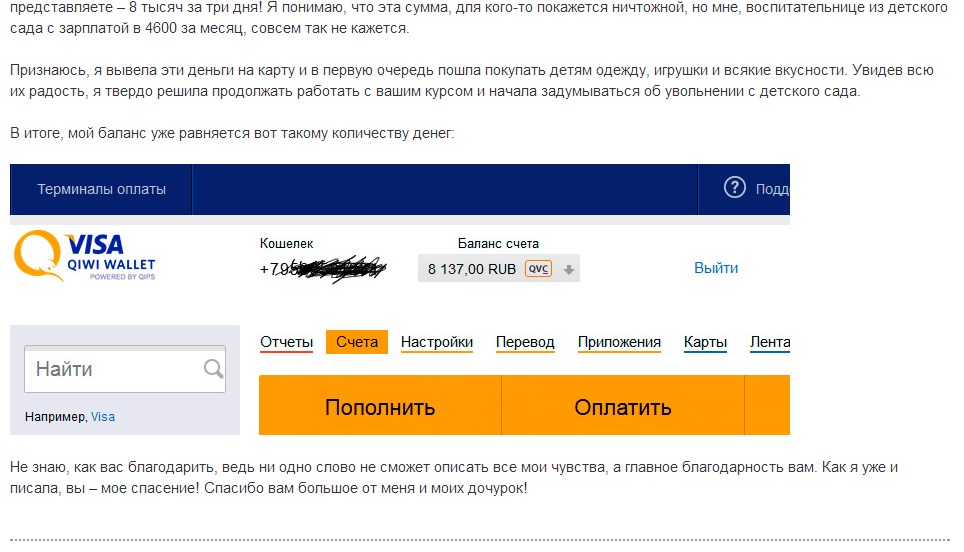 представляете – 8 тысяч за три дня! Я понимаю, что эта сумма, для кого-то покажется ничтожной, но мне, воспитательнице из детского
сада с зарплатой в 4600 за месяц, совсем так не кажется.
Признаюсь, я вывела эти деньги на карту и в первую очередь пошла покупать детям одежду, игрушки и всякие вкусности. Увидев всю
их радость, я твердо решила продолжать работать с вашим курсом и начала задумываться об увольнении с детского сада.
В итоге, мой баланс уже равняется вот такому количеству денег:
Терминалы оплаты
? Подд
VISA
QIWI WALLET
POWERED BY QIPS
Кошелек
+79
Баланс счета
8 137,00 RUB QVC
Выйти
Найти
Например, Visa
Отчеты Счета Настройки Перевод Приложения Карты Лента
Пополнить Оплатить
Не знаю, как вас благодарить, ведь ни одно слово не сможет описать все мои чувства, а главное благодарность вам. Как я уже и
писала, вы – мое спасение! Спасибо вам большое от меня и моих дочурок!